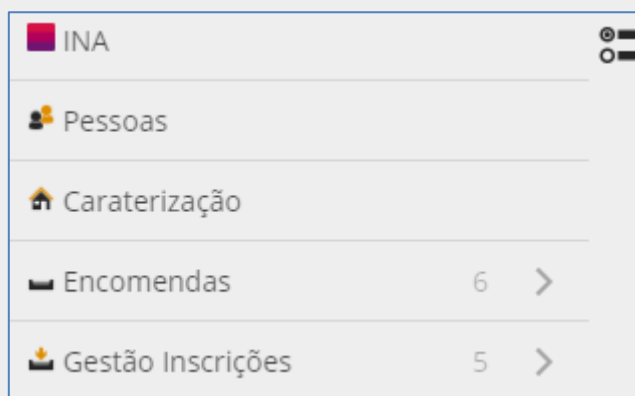 INA
Pessoas
Caraterização
Encomendas 6
Gestão Inscrições 5